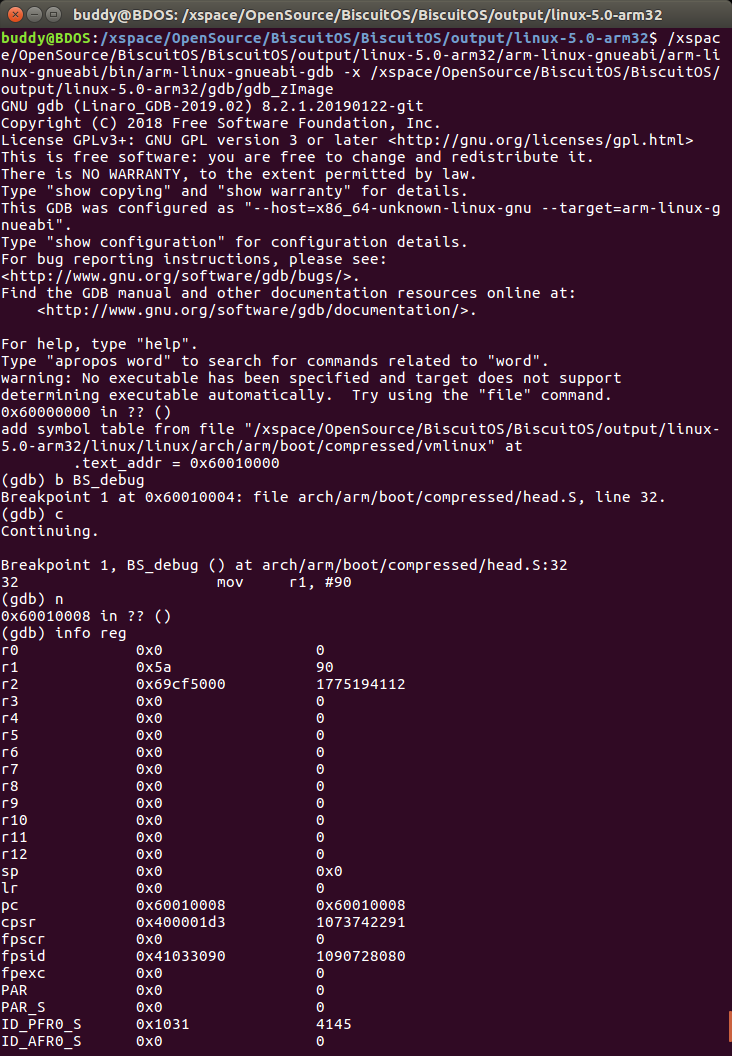 buddy@BDOS: /xspace/OpenSource/BiscuitOS/BiscuitOS/output/linux-5.0-arm32
buddy@BDOS:/xspace/OpenSource/BiscuitOS/BiscuitOS/output/linux-5.0-arm32$ /xspac
e/OpenSource/BiscuitOS/BiscuitOS/output/linux-5.0-arm32/arm-linux-gnueabi/arm-li
nux-gnueabi/bin/arm-linux-gnueabi-gdb -x /xspace/OpenSource/BiscuitOS/BiscuitOS/
output/linux-5.0-arm32/gdb/gdb_zImage
GNU gdb (Linaro_GDB-2019.02) 8.2.1.20190122-git
Copyright (C) 2018 Free Software Foundation, Inc.
License GPLv3+: GNU GPL version 3 or later <http://gnu.org/licenses/gpl.html>
This is free software: you are free to change and redistribute it.
There is NO WARRANTY, to the extent permitted by law.
Type "show copying" and "show warranty" for details.
This GDB was configured as "--host=x86_64-unknown-linux-gnu --target=arm-linux-g
nueabi".
Type "show configuration" for configuration details.
For bug reporting instructions, please see:
<http://www.gnu.org/software/gdb/bugs/>.
Find the GDB manual and other documentation resources online at:
    <http://www.gnu.org/software/gdb/documentation/>.
For help, type "help".
Type "apropos word" to search for commands related to "word".
warning: No executable has been specified and target does not support
determining executable automatically.  Try using the "file" command.
0x60000000 in ?? ()
add symbol table from file "/xspace/OpenSource/BiscuitOS/BiscuitOS/output/linux-
5.0-arm32/linux/linux/arch/arm/boot/compressed/vmlinux" at
        .text_addr = 0x60010000
(gdb) b BS_debug
Breakpoint 1 at 0x60010004: file arch/arm/boot/compressed/head.S, line 32.
(gdb) c
Continuing.
Breakpoint 1, BS_debug () at arch/arm/boot/compressed/head.S:32
32                      mov     r1, #90
(gdb) n
0x60010008 in ?? ()
(gdb) info reg
r0             0x0                 0
r1             0x5a                90
r2             0x69cf5000          1775194112
r3             0x0                 0
r4             0x0                 0
r5             0x0                 0
r6             0x0                 0
r7             0x0                 0
r8             0x0                 0
r9             0x0                 0
r10            0x0                 0
r11            0x0                 0
r12            0x0                 0
sp             0x0                 0x0
lr             0x0                 0
pc             0x60010008          0x60010008
cpsr           0x400001d3          1073742291
fpscr          0x0                 0
fpsid          0x41033090          1090728080
fpexc          0x0                 0
PAR            0x0                 0
PAR_S          0x0                 0
ID_PFR0_S      0x1031              4145
ID_AFR0_S      0x0                 0